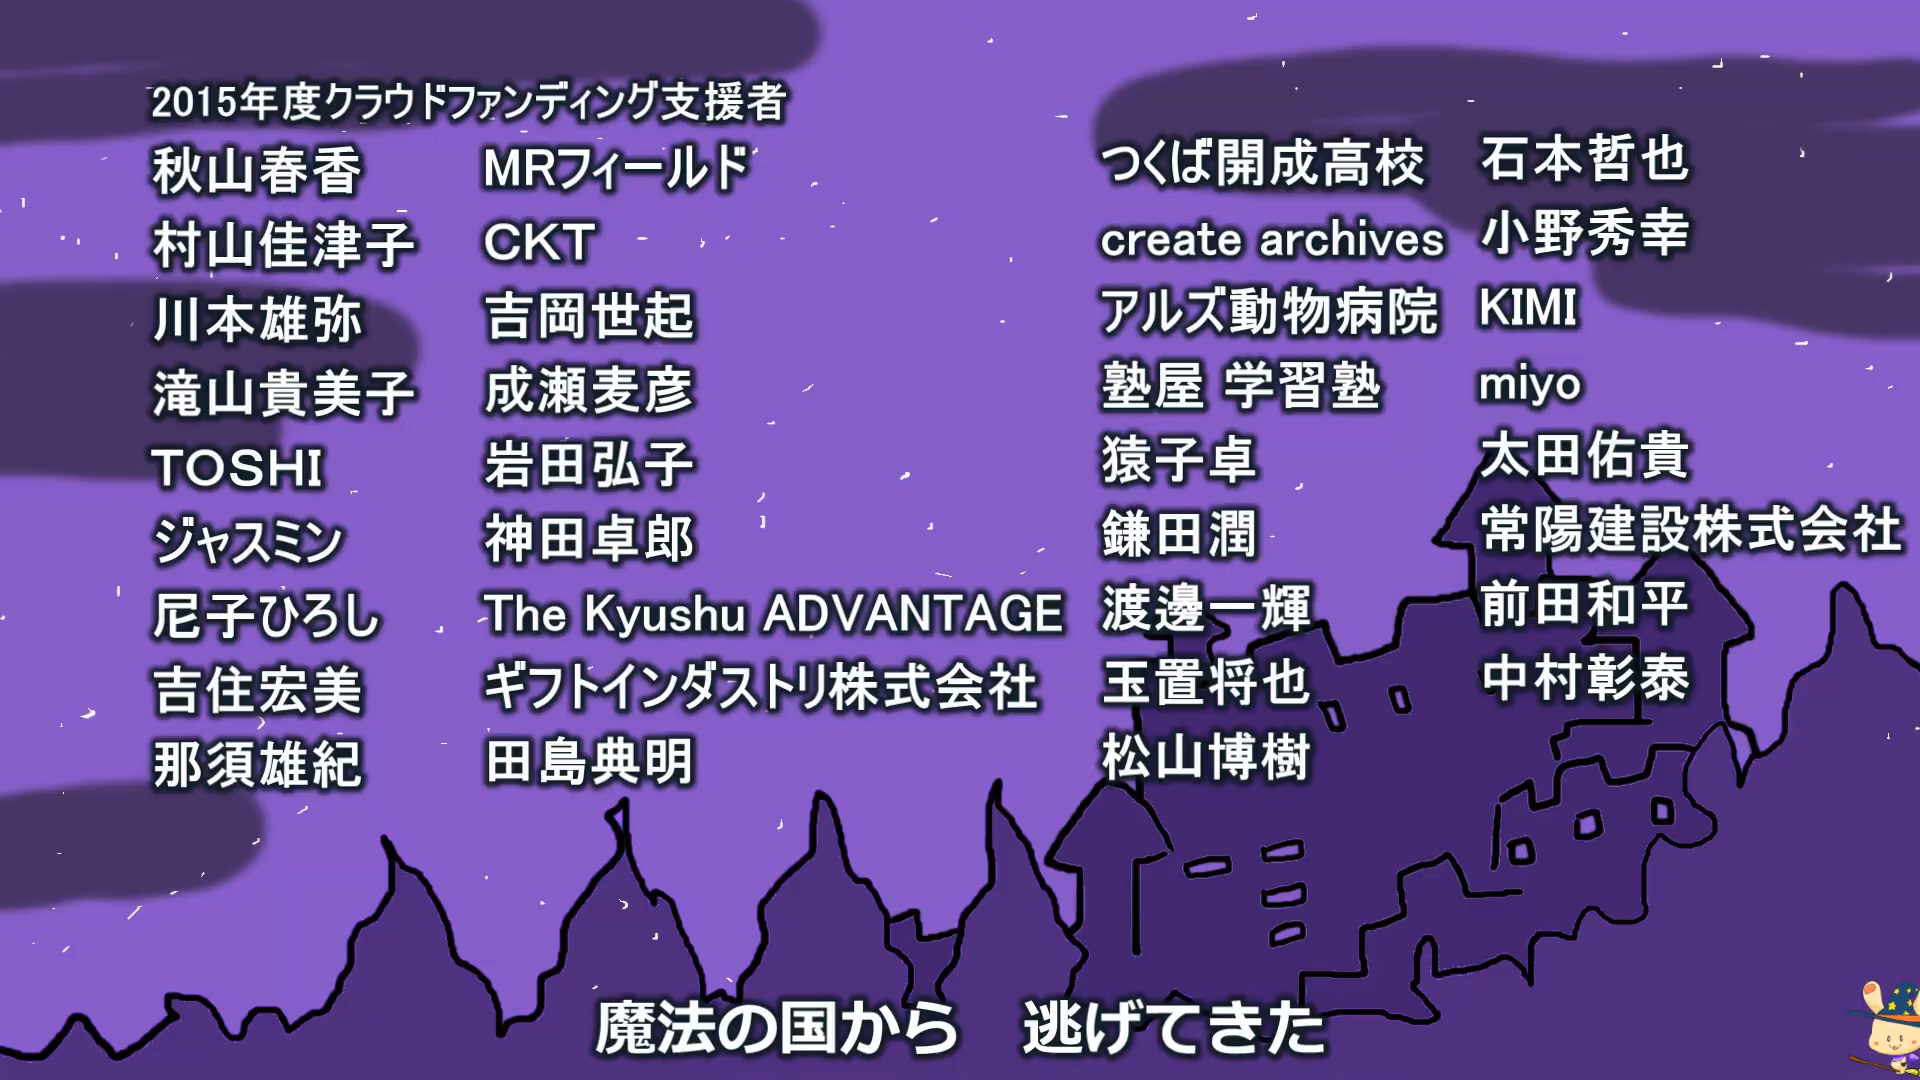 2015年度クラウドファンディング支援者
秋山春香
村山佳津子
川本雄弥
滝山貴美子
TOSHI
ジャスミン
尼子ひろし
吉住宏美
那須雄紀
MRフィールド
CKT
吉岡世起
成瀬麦彦
岩田弘子
神田卓郎
The Kyushu ADVANTAGE
ギフトインダストリ株式会社
田島典明
つくば開成高校
create archives
アルズ動物病院
塾屋 学習塾
猿子卓
鎌田潤
渡邊一輝
玉置将也
松山博樹
石本哲也
小野秀幸
KIMI
miyo
太田佑貴
常陽建設株式会社
前田和平
中村彰泰
魔法の国から　逃げてきた